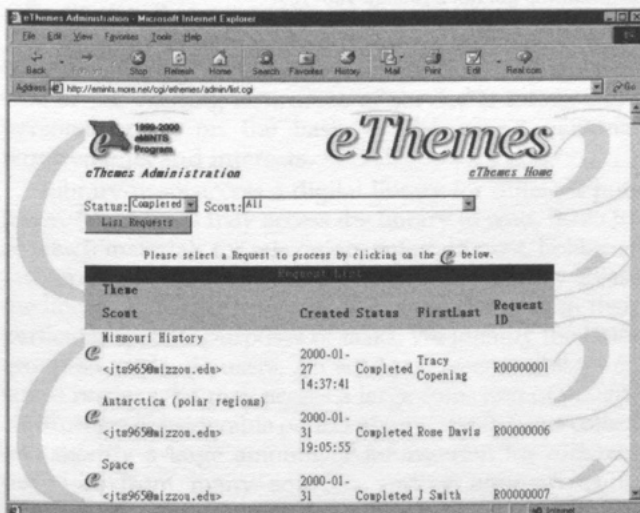 eThemes Administration - Microsoft Internet Explorer
File Edit View Favorites Tools Help
Back Stop Refresh Home Search Favorites History Mail Print Edit Real.com
Address http://emints.more.net/cgi/ethemes/admin/list.cgi Go
1999-2000
eMINTS
Program
eThemes
eThemes Administration
eThemes Home
Status: Completed Scout: All
List Requests
Please select a Request to process by clicking on the e below.
Request List
Theme
Scout Created Status FirstLast Request ID
Missouri History
e <jts965@mizzou.edu> 2000-01-27 14:37:41 Completed Tracy Copening R00000001
Antarctica (polar regions)
e <jts965@mizzou.edu> 2000-01-31 19:05:55 Completed Rose Davis R00000006
Space
e <jts965@mizzou.edu> 2000-01-31 Completed J Smith R00000007
Internet